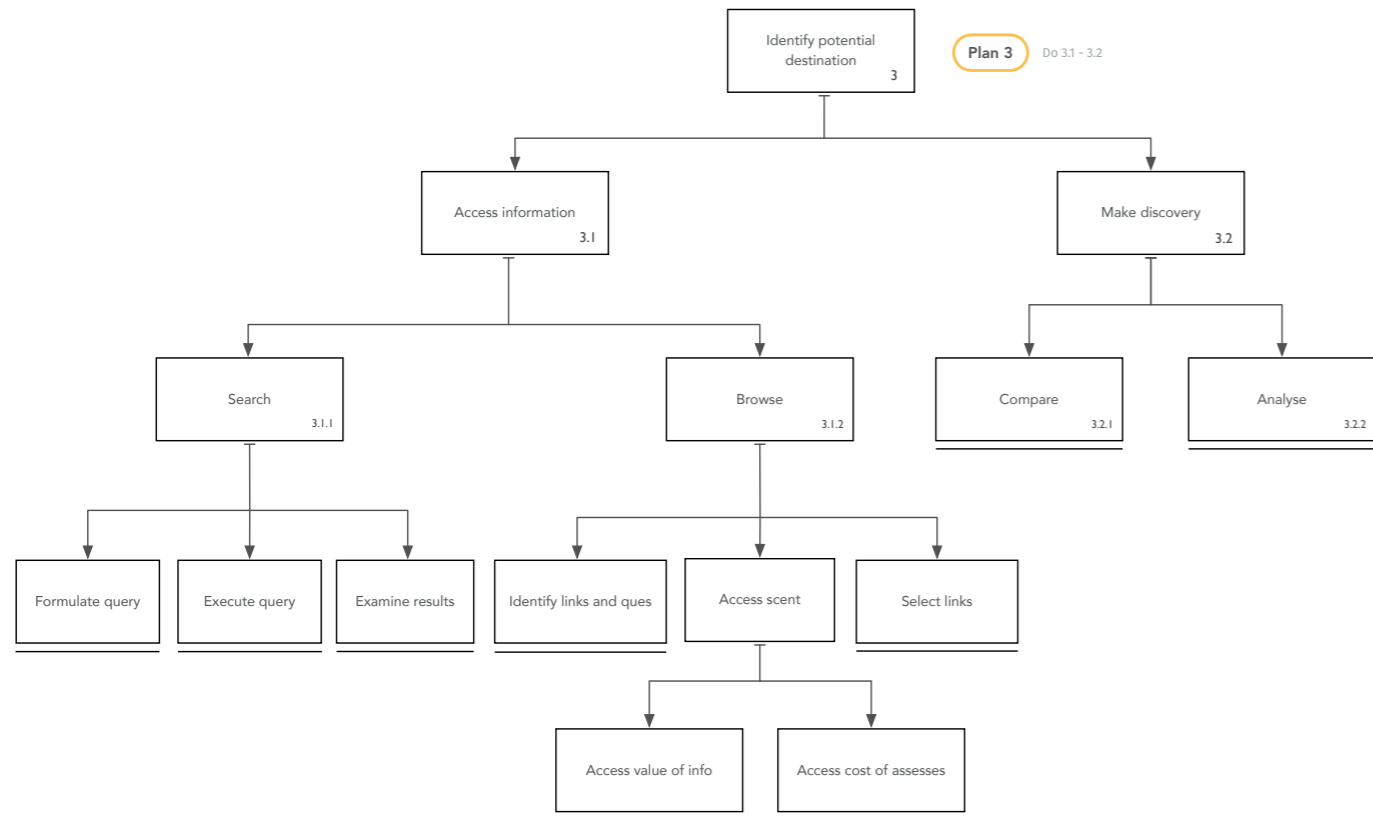 Identify potential
destination
3
Plan 3
Do 3.1 - 3.2
Access information
3.1
Make discovery
3.2
Search
3.1.1
Browse
3.1.2
Compare
3.2.1
Analyse
3.2.2
Formulate query
Execute query
Examine results
Identify links and ques
Access scent
Select links
Access value of info
Access cost of assesses